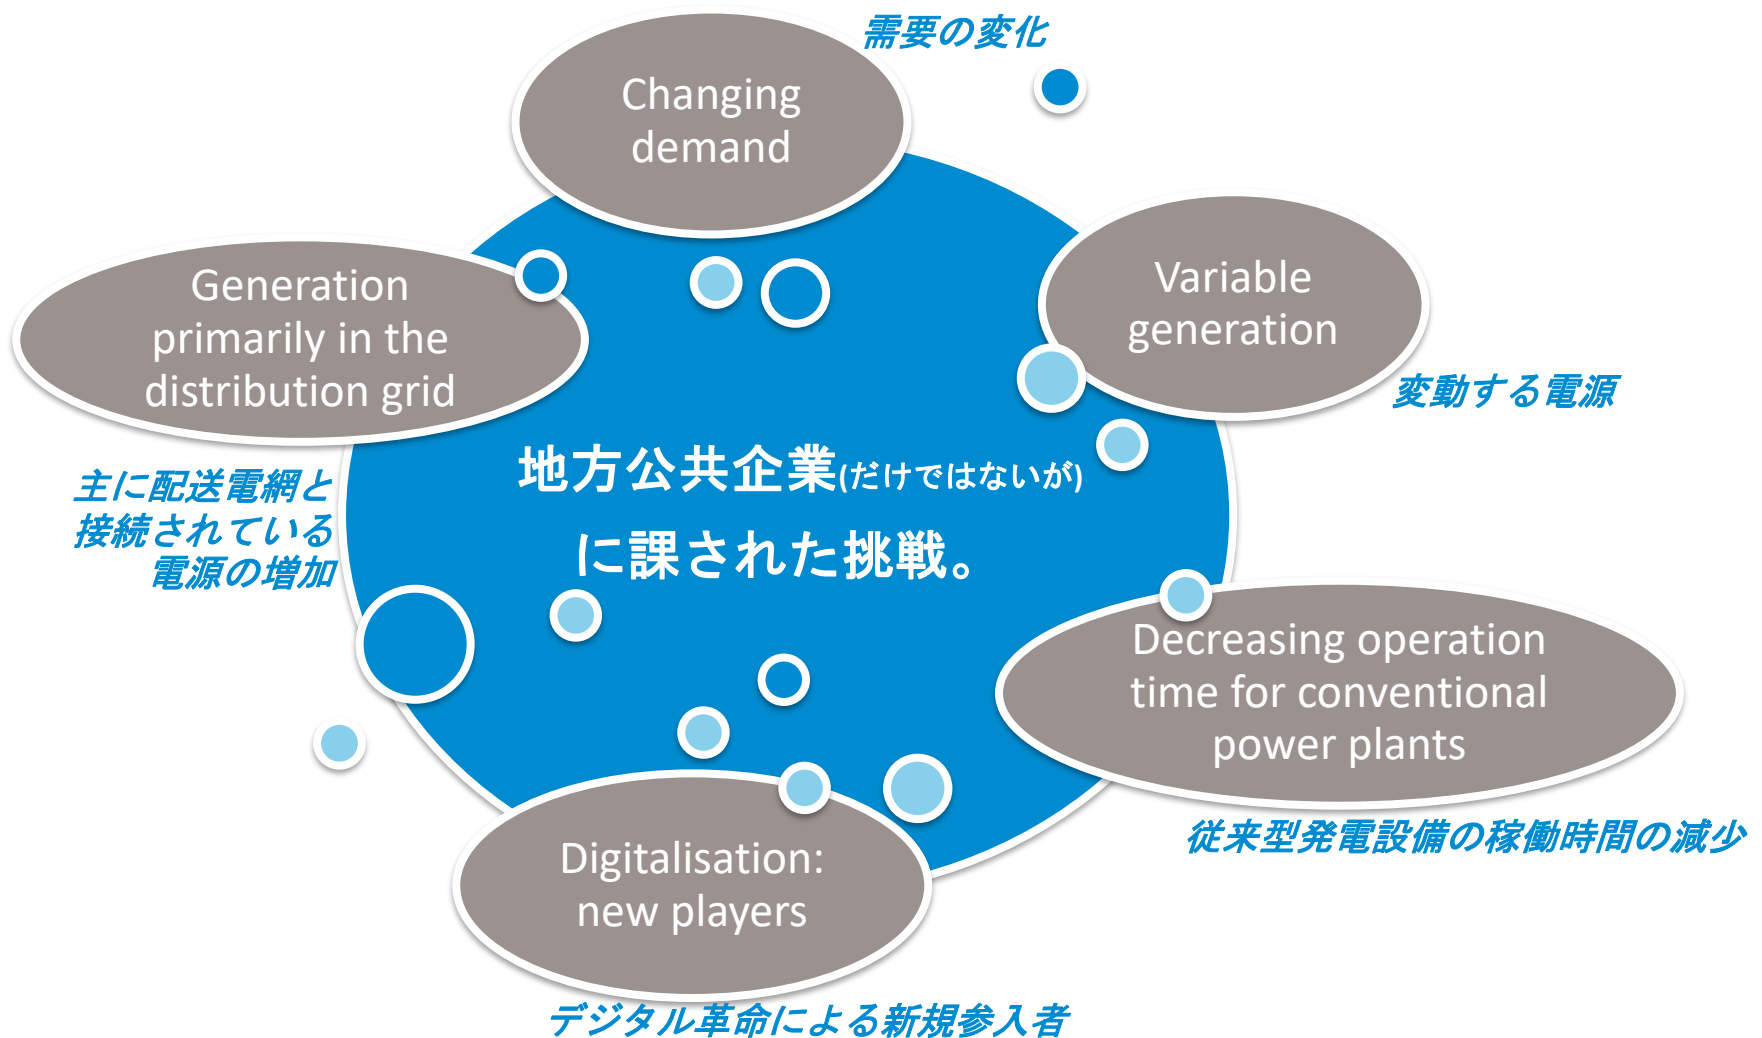 需要の変化
Changing
demand
Variable
generation
変動する電源
Generation
primarily in the
distribution grid
主に配送電網と
接続されている
電源の増加
地方公共企業(だけではないが)
に課された挑戦。
Decreasing operation
time for conventional
power plants
従来型発電設備の稼働時間の減少
Digitalisation:
new players
デジタル革命による新規参入者